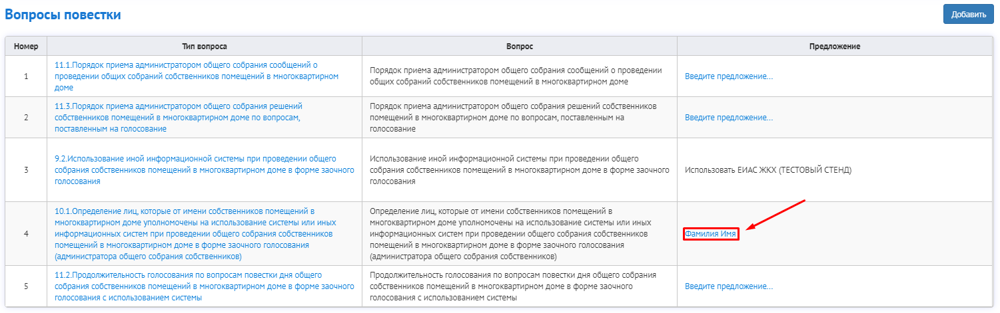 Вопросы повестки
Добавить
Номер
Тип вопроса
Вопрос
Предложение
1
11.1.Порядок приема администратором общего собрания сообщений о
проведении общих собраний собственников помещений в многоквартирном
доме
Порядок приема администратором общего собрания сообщений о проведении
общих собраний собственников помещений в многоквартирном доме
Введите предложение...
2
11.3.Порядок приема администратором общего собрания решений
собственников помещений в многоквартирном доме по вопросам,
поставленным на голосование
Порядок приема администратором общего собрания решений собственников
помещений в многоквартирном доме по вопросам, поставленным на
голосование
Введите предложение...
3
9.2.Использование иной информационной системы при проведении общего
собрания собственников помещений в многоквартирном доме в форме заочного
голосования
Использование иной информационной системы при проведении общего
собрания собственников помещений в многоквартирном доме в форме заочного
голосования
Использовать ЕИАС ЖКХ (ТЕСТОВЫЙ СТЕНД)
4
10.1.Определение лиц, которые от имени собственников помещений в
многоквартирном доме уполномочены на использование системы или иных
информационных систем при проведении общего собрания собственников
помещений в многоквартирном доме в форме заочного голосования
(администратора общего собрания собственников)
Определение лиц, которые от имени собственников помещений в
многоквартирном доме уполномочены на использование системы или иных
информационных систем при проведении общего собрания собственников
помещений в многоквартирном доме в форме заочного голосования
(администратора общего собрания собственников)
Фамилия Имя
5
11.2.Продолжительность голосования по вопросам повестки дня общего
собрания собственников помещений в многоквартирном доме в форме заочного
голосования с использованием системы
Продолжительность голосования по вопросам повестки дня общего собрания
собственников помещений в многоквартирном доме в форме заочного
голосования с использованием системы
Введите предложение...